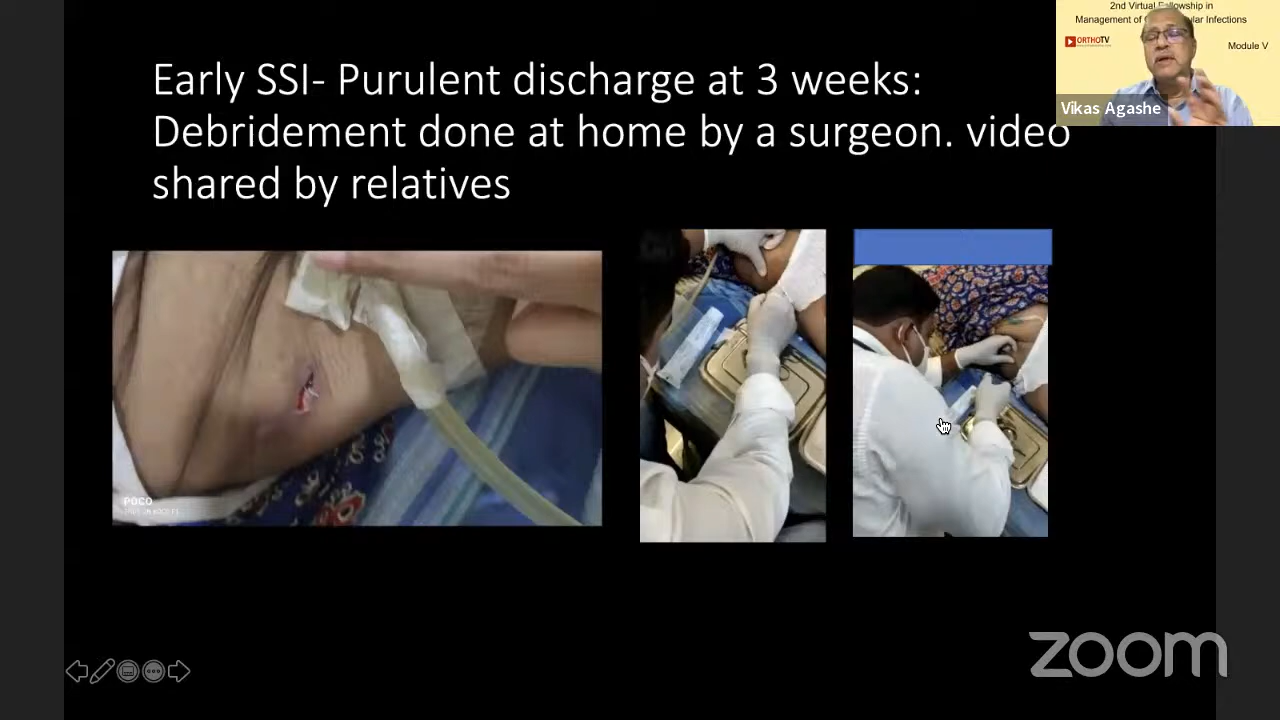 2nd Virtual Fellowship in
Management of
ular Infections
ORTHOTV
Module V
Vikas Agashe
Early SSI- Purulent discharge at 3 weeks:
Debridement done at home by a surgeon. video
shared by relatives
POCO
zoom